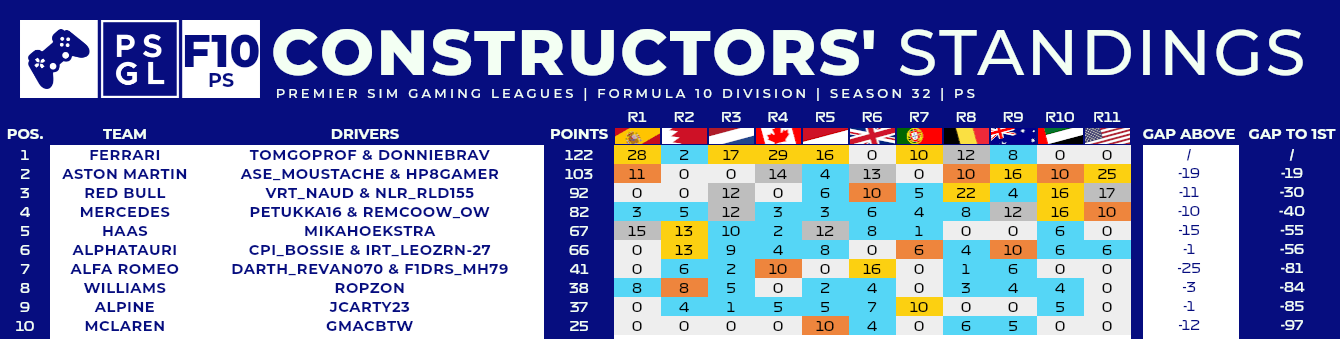 PS GL F10 PS CONSTRUCTORS' STANDINGS
PREMIER SIM GAMING LEAGUES | FORMULA 10 DIVISION | SEASON 32 | PS
R1 R2 R3 R4 R5 R6 R7 R8 R9 R10 R11
POS. TEAM DRIVERS POINTS GAP ABOVE GAP TO 1ST
1 FERRARI TOMGOPROF & DONNIEBRAV 122 28 2 17 29 16 0 10 12 8 0 0 / /
2 ASTON MARTIN ASE_MOUSTACHE & HP8GAMER 103 11 0 0 14 4 13 0 10 16 10 25 -19 -19
3 RED BULL VRT_NAUD & NLR_RLD155 92 0 0 12 0 6 10 5 22 4 16 17 -11 -30
4 MERCEDES PETUKKA16 & REMCOOW_OW 82 3 5 12 3 3 6 4 8 12 16 10 -10 -40
5 HAAS MIKAHOEKSTRA 67 15 13 10 2 12 8 1 0 0 6 0 -15 -55
6 ALPHATAURI CPI_BOSSIE & IRT_LEOZRN-27 66 0 13 9 4 8 0 6 4 10 6 6 -1 -56
7 ALFA ROMEO DARTH_REVAN070 & F1DRS_MH79 41 0 6 2 10 0 16 0 1 6 0 0 -25 -81
8 WILLIAMS ROPZON 38 8 8 5 0 2 4 0 3 4 4 0 -3 -84
9 ALPINE JCARTY23 37 0 4 1 5 5 7 10 0 0 5 0 -1 -85
10 MCLAREN GMACBTW 25 0 0 0 0 10 4 0 6 5 0 0 -12 -97